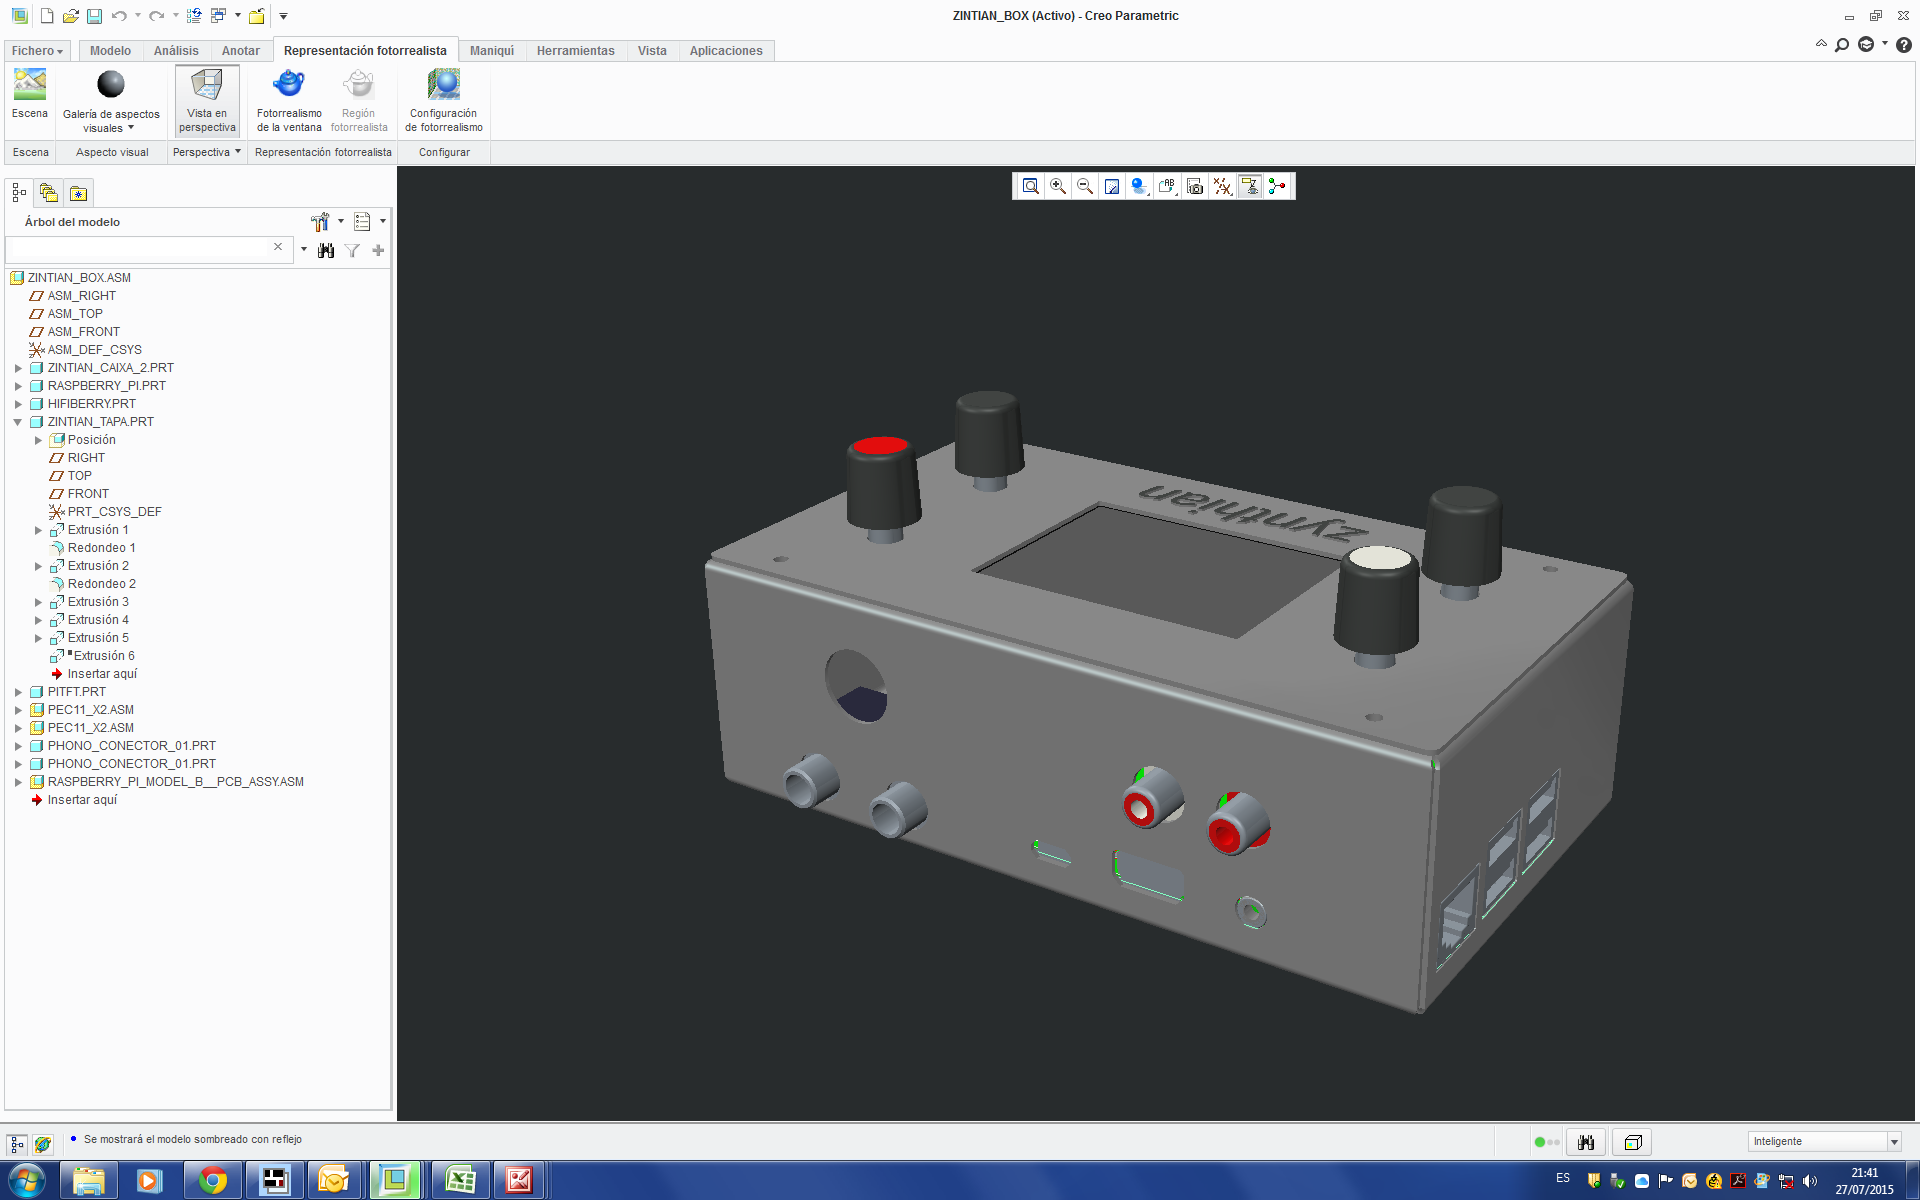 ZINTIAN_BOX (Activo) - Creo Parametric
Fichero Modelo Análisis Anotar Representación fotorrealista Maniquí Herramientas Vista Aplicaciones
Escena
Galería de aspectos visuales
Vista en perspectiva
Fotorrealismo de la ventana
Región fotorrealista
Configuración de fotorrealismo
Escena Aspecto visual Perspectiva Representación fotorrealista Configurar
Árbol del modelo
ZINTIAN_BOX.ASM
ASM_RIGHT
ASM_TOP
ASM_FRONT
ASM_DEF_CSYS
ZINTIAN_CAIXA_2.PRT
RASPBERRY_PI.PRT
HIFIBERRY.PRT
ZINTIAN_TAPA.PRT
Posición
RIGHT
TOP
FRONT
PRT_CSYS_DEF
Extrusión 1
Redondeo 1
Extrusión 2
Redondeo 2
Extrusión 3
Extrusión 4
Extrusión 5
Extrusión 6
Insertar aquí
PITFT.PRT
PEC11_X2.ASM
PEC11_X2.ASM
PHONO_CONECTOR_01.PRT
PHONO_CONECTOR_01.PRT
RASPBERRY_PI_MODEL_B__PCB_ASSY.ASM
Insertar aquí
zynthian
Se mostrará el modelo sombreado con reflejo
Inteligente
ES
21:41
27/07/2015